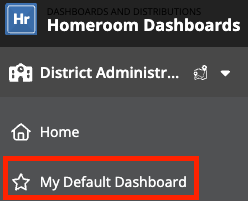 Hr
DASHBOARDS AND DISTRIBUTIONS
Homeroom Dashboards
District Administr...
Home
My Default Dashboard